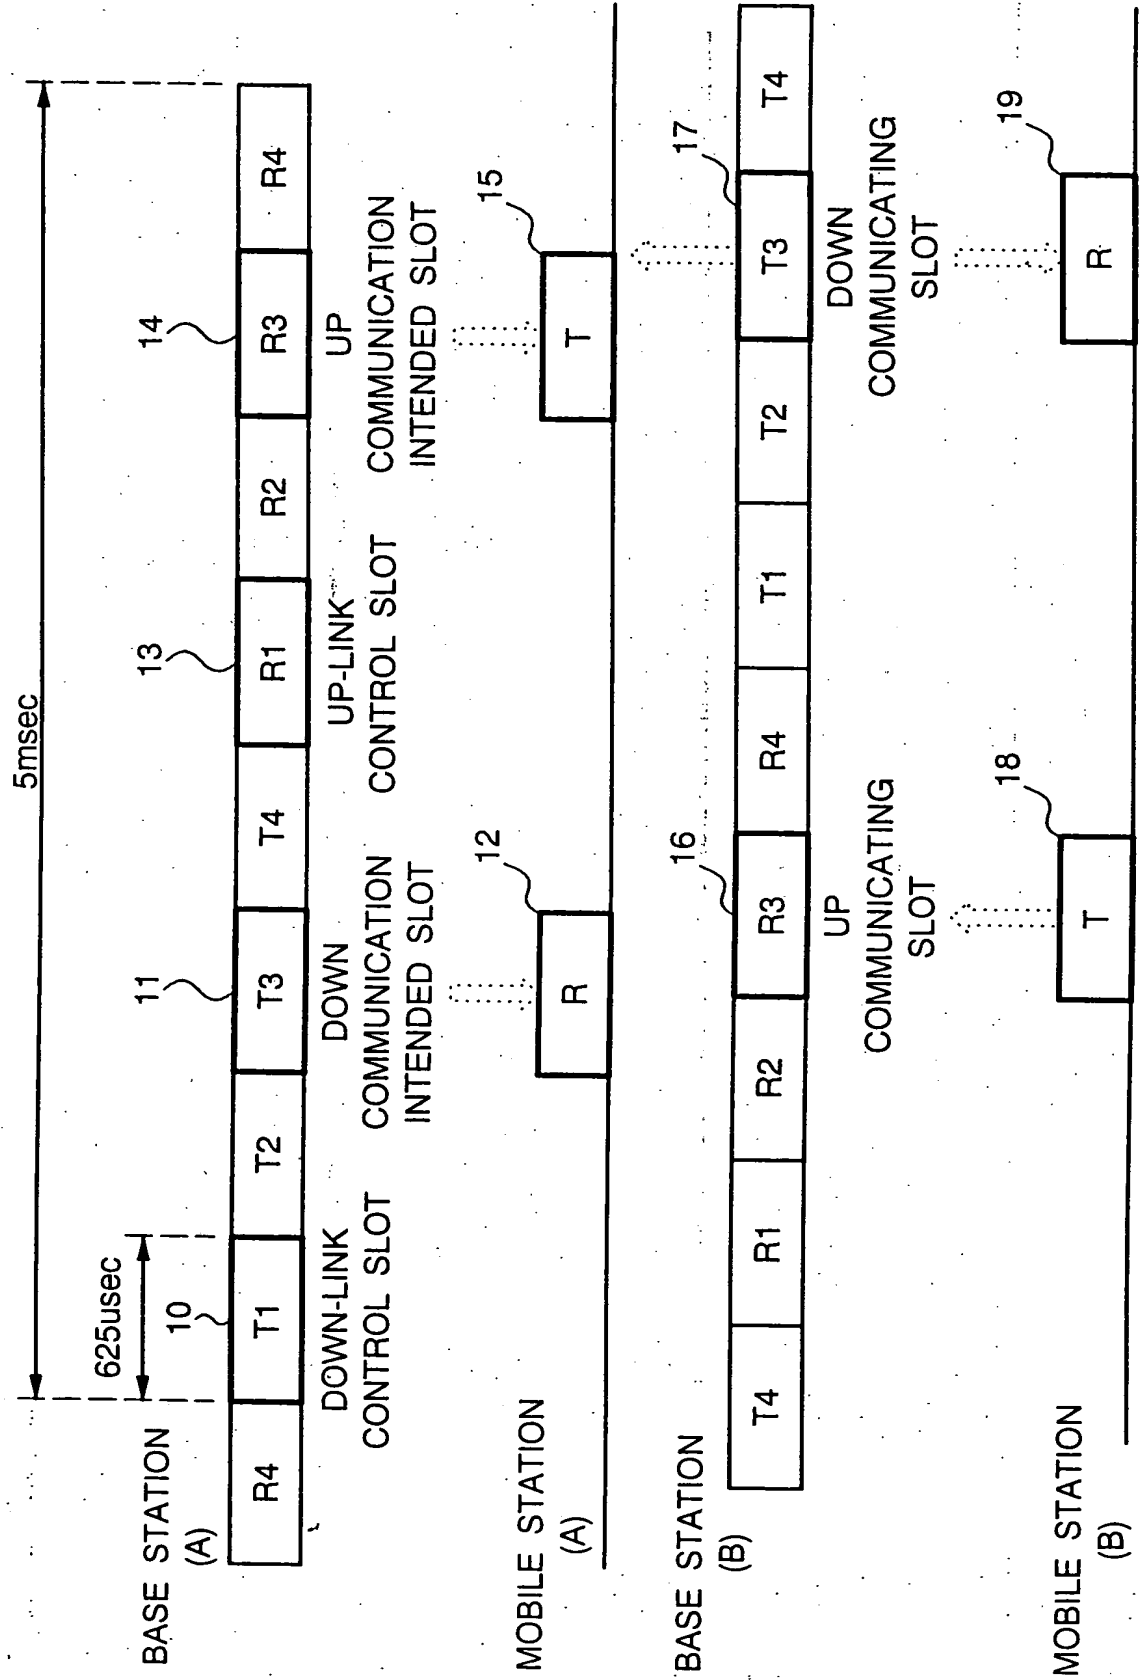 5msec
625usec
BASE STATION
(A)
10
11
13
14
R4
T1
T2
T3
T4
R1
R2
R3
R4
DOWN-LINK
CONTROL SLOT
DOWN
COMMUNICATION
INTENDED SLOT
UP-LINK
CONTROL SLOT
UP
COMMUNICATION
INTENDED SLOT
MOBILE STATION
(A)
12
R
15
T
BASE STATION
(B)
16
17
T4
R1
R2
R3
R4
T1
T2
T3
T4
UP
COMMUNICATING
SLOT
DOWN
COMMUNICATING
SLOT
MOBILE STATION
(B)
18
T
19
R